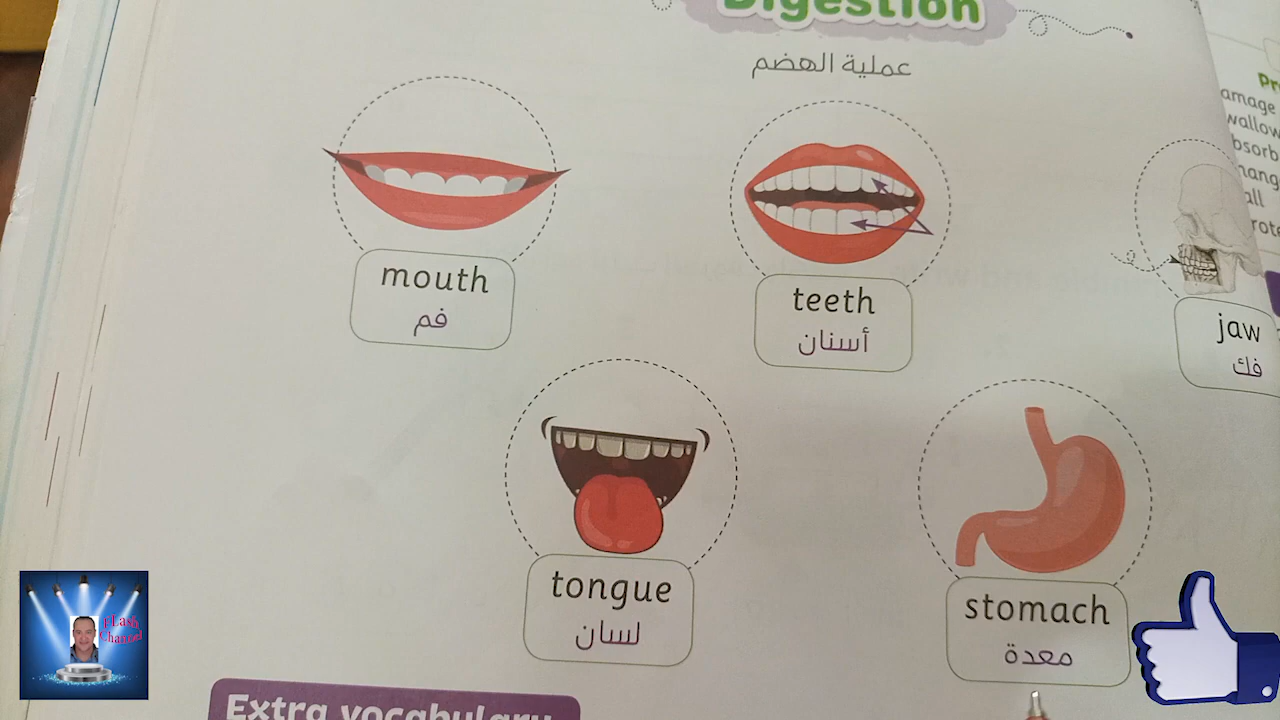 Digestion
عملية الهضم
mouth
فم
teeth
أسنان
jaw
فك
tongue
لسان
stomach
معدة
Extra vocabulary
Flash
Channel